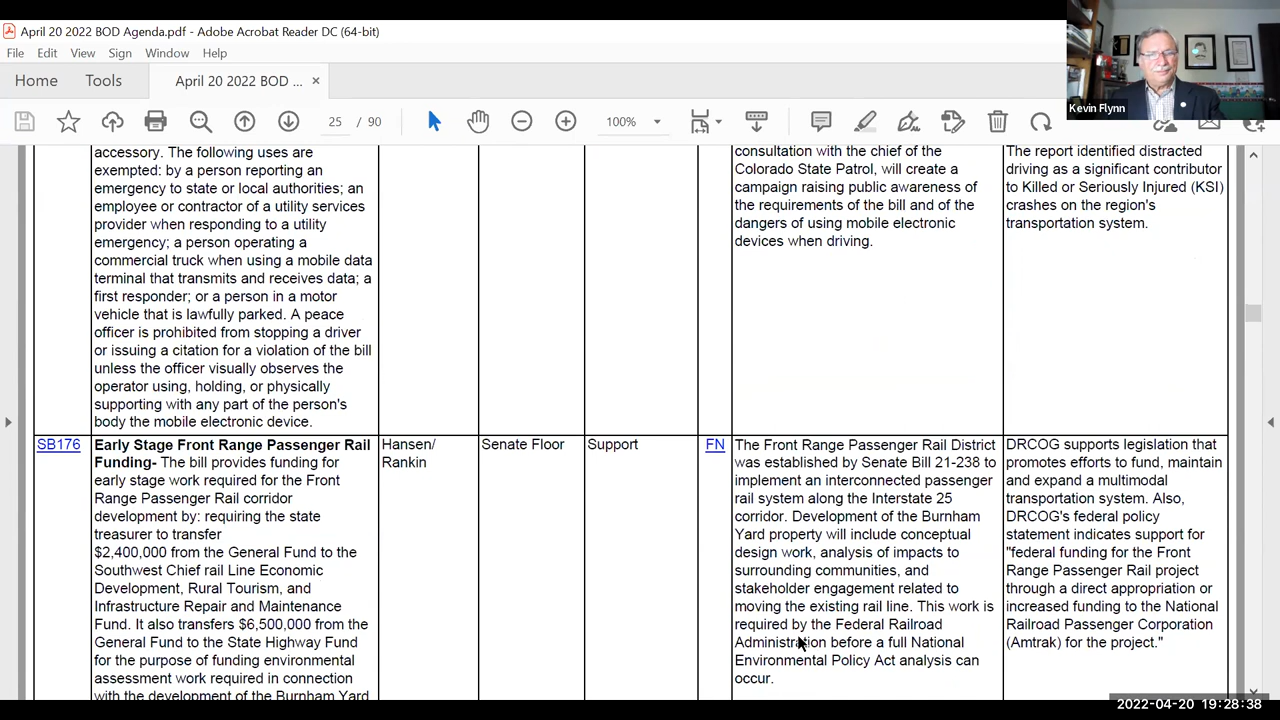 April 20 2022 BOD Agenda.pdf - Adobe Acrobat Reader DC (64-bit)
File Edit View Sign Window Help
Home Tools April 20 2022 BOD ... ×
25 / 90 100%
Kevin Flynn
accessory. The following uses are
exempted: by a person reporting an
emergency to state or local authorities; an
employee or contractor of a utility services
provider when responding to a utility
emergency; a person operating a
commercial truck when using a mobile data
terminal that transmits and receives data; a
first responder; or a person in a motor
vehicle that is lawfully parked. A peace
officer is prohibited from stopping a driver
or issuing a citation for a violation of the bill
unless the officer visually observes the
operator using, holding, or physically
supporting with any part of the person's
body the mobile electronic device.
consultation with the chief of the
Colorado State Patrol, will create a
campaign raising public awareness of
the requirements of the bill and of the
dangers of using mobile electronic
devices when driving.
The report identified distracted
driving as a significant contributor
to Killed or Seriously Injured (KSI)
crashes on the region's
transportation system.
SB176
Early Stage Front Range Passenger Rail
Funding- The bill provides funding for
early stage work required for the Front
Range Passenger Rail corridor
development by: requiring the state
treasurer to transfer
$2,400,000 from the General Fund to the
Southwest Chief rail Line Economic
Development, Rural Tourism, and
Infrastructure Repair and Maintenance
Fund. It also transfers $6,500,000 from the
General Fund to the State Highway Fund
for the purpose of funding environmental
assessment work required in connection
with the development of the Burnham Yard
Hansen/
Rankin
Senate Floor
Support
FN
The Front Range Passenger Rail District
was established by Senate Bill 21-238 to
implement an interconnected passenger
rail system along the Interstate 25
corridor. Development of the Burnham
Yard property will include conceptual
design work, analysis of impacts to
surrounding communities, and
stakeholder engagement related to
moving the existing rail line. This work is
required by the Federal Railroad
Administration before a full National
Environmental Policy Act analysis can
occur.
DRCOG supports legislation that
promotes efforts to fund, maintain
and expand a multimodal
transportation system. Also,
DRCOG's federal policy
statement indicates support for
"federal funding for the Front
Range Passenger Rail project
through a direct appropriation or
increased funding to the National
Railroad Passenger Corporation
(Amtrak) for the project."
2022-04-20 19:28:38